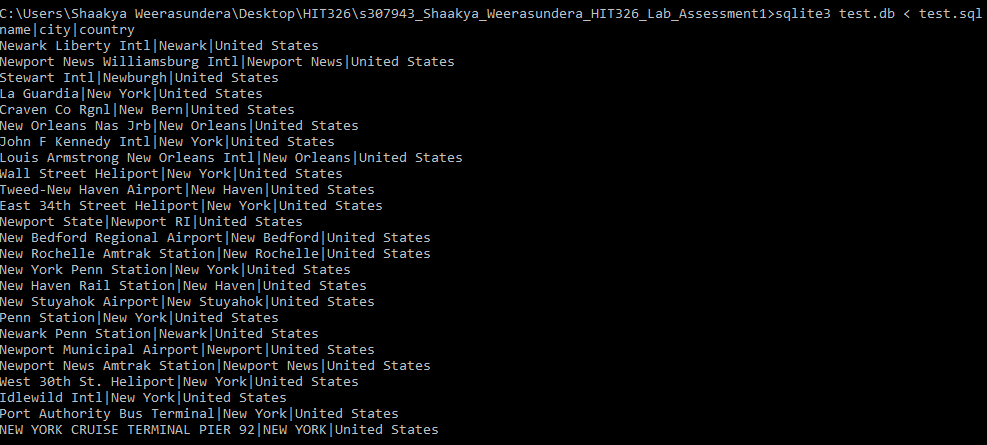 C:\Users\Shaakya Weerasundera\Desktop\HIT326\s307943_Shaakya_Weerasundera_HIT326_Lab_Assessment1>sqlite3 test.db < test.sql
name|city|country
Newark Liberty Intl|Newark|United States
Newport News Williamsburg Intl|Newport News|United States
Stewart Intl|Newburgh|United States
La Guardia|New York|United States
Craven Co Rgnl|New Bern|United States
New Orleans Nas Jrb|New Orleans|United States
John F Kennedy Intl|New York|United States
Louis Armstrong New Orleans Intl|New Orleans|United States
Wall Street Heliport|New York|United States
Tweed-New Haven Airport|New Haven|United States
East 34th Street Heliport|New York|United States
Newport State|Newport RI|United States
New Bedford Regional Airport|New Bedford|United States
New Rochelle Amtrak Station|New Rochelle|United States
New York Penn Station|New York|United States
New Haven Rail Station|New Haven|United States
New Stuyahok Airport|New Stuyahok|United States
Penn Station|New York|United States
Newark Penn Station|Newark|United States
Newport Municipal Airport|Newport|United States
Newport News Amtrak Station|Newport News|United States
West 30th St. Heliport|New York|United States
Idlewild Intl|New York|United States
Port Authority Bus Terminal|New York|United States
NEW YORK CRUISE TERMINAL PIER 92|NEW YORK|United States